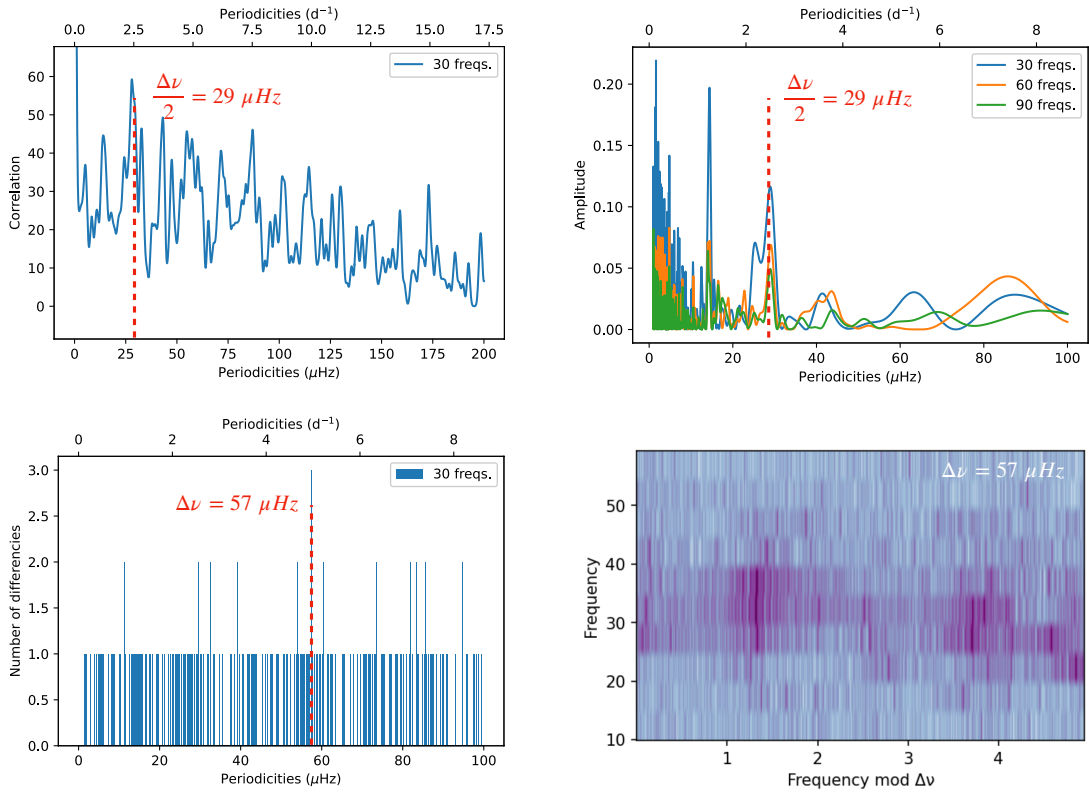 Periodicities (d⁻¹)
0.0 2.5 5.0 7.5 10.0 12.5 15.0 17.5
60
50
40
30
20
10
0
Correlation
30 freqs.
Δν/2 = 29 μHz
0 25 50 75 100 125 150 175 200
Periodicities (μHz)
Periodicities (d⁻¹)
0 2 4 6 8
0.20
0.15
0.10
0.05
0.00
Amplitude
30 freqs.
60 freqs.
90 freqs.
Δν/2 = 29 μHz
0 20 40 60 80 100
Periodicities (μHz)
Periodicities (d⁻¹)
0 2 4 6 8
3.0
2.5
2.0
1.5
1.0
0.5
0.0
Number of differencies
30 freqs.
Δν = 57 μHz
0 20 40 60 80 100
Periodicities (μHz)
Δν = 57 μHz
50
40
30
20
10
Frequency
1 2 3 4
Frequency mod Δν